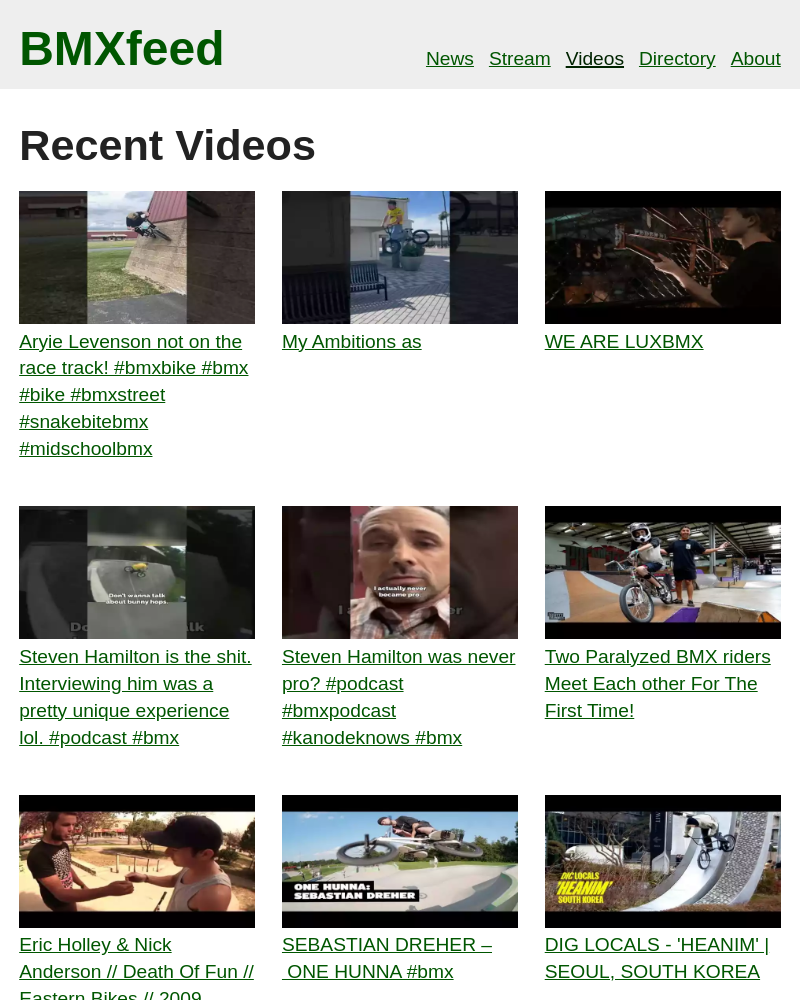 BMXfeed
News Stream Videos Directory About
Recent Videos
Aryie Levenson not on the
race track! #bmxbike #bmx
#bike #bmxstreet
#snakebitebmx
#midschoolbmx
My Ambitions as
WE ARE LUXBMX
Don't wanna talk
about bunny hops.
I actually never
became pro
Steven Hamilton is the shit.
Interviewing him was a
pretty unique experience
lol. #podcast #bmx
Steven Hamilton was never
pro? #podcast
#bmxpodcast
#kanodeknows #bmx
Two Paralyzed BMX riders
Meet Each other For The
First Time!
ONE HUNNA:
SEBASTIAN DREHER
DIG LOCALS
'HEANIM'
SOUTH KOREA
Eric Holley & Nick
Anderson // Death Of Fun //
Eastern Bikes // 2009
SEBASTIAN DREHER –
ONE HUNNA #bmx
DIG LOCALS - 'HEANIM' |
SEOUL, SOUTH KOREA